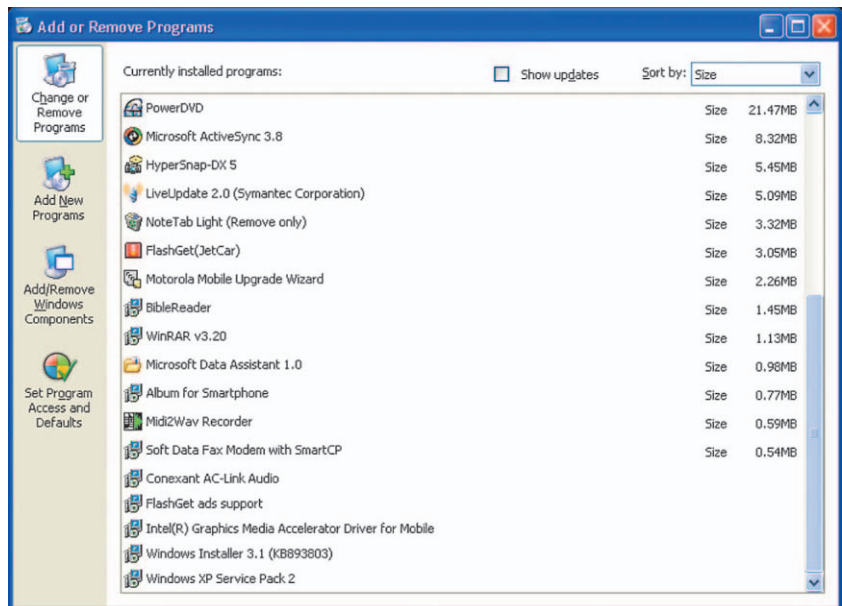 Add or Remove Programs
Change or
Remove
Programs
Add New
Programs
Add/Remove
Windows
Components
Set Program
Access and
Defaults
Currently installed programs:
Show updates
Sort by: Size
PowerDVD Size 21.47MB
Microsoft ActiveSync 3.8 Size 8.32MB
HyperSnap-DX 5 Size 5.45MB
LiveUpdate 2.0 (Symantec Corporation) Size 5.09MB
NoteTab Light (Remove only) Size 3.32MB
FlashGet(JetCar) Size 3.05MB
Motorola Mobile Upgrade Wizard Size 2.26MB
BibleReader Size 1.45MB
WinRAR v3.20 Size 1.13MB
Microsoft Data Assistant 1.0 Size 0.98MB
Album for Smartphone Size 0.77MB
Midi2Wav Recorder Size 0.59MB
Soft Data Fax Modem with SmartCP Size 0.54MB
Conexant AC-Link Audio
FlashGet ads support
Intel(R) Graphics Media Accelerator Driver for Mobile
Windows Installer 3.1 (KB893803)
Windows XP Service Pack 2